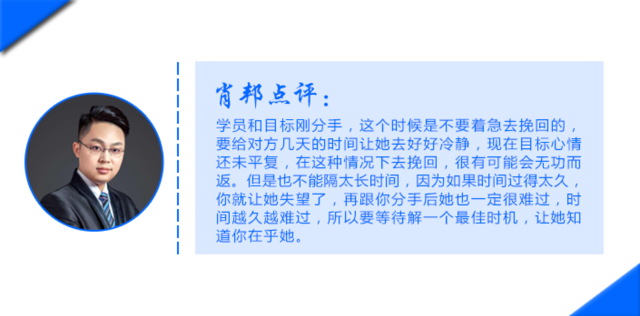 肖邦点评：
学员和目标刚分手，这个时候是不要着急去挽回的，
要给对方几天的时间让她去好好冷静，现在目标心情
还未平复，在这种情况下去挽回，很有可能会无功而
返。但是也不能隔太长时间，因为如果时间过得太久，
你就让她失望了，再跟你分手后她也一定很难过，时
间越久越难过，所以要等待解一个最佳时机，让她知
道你在乎她。